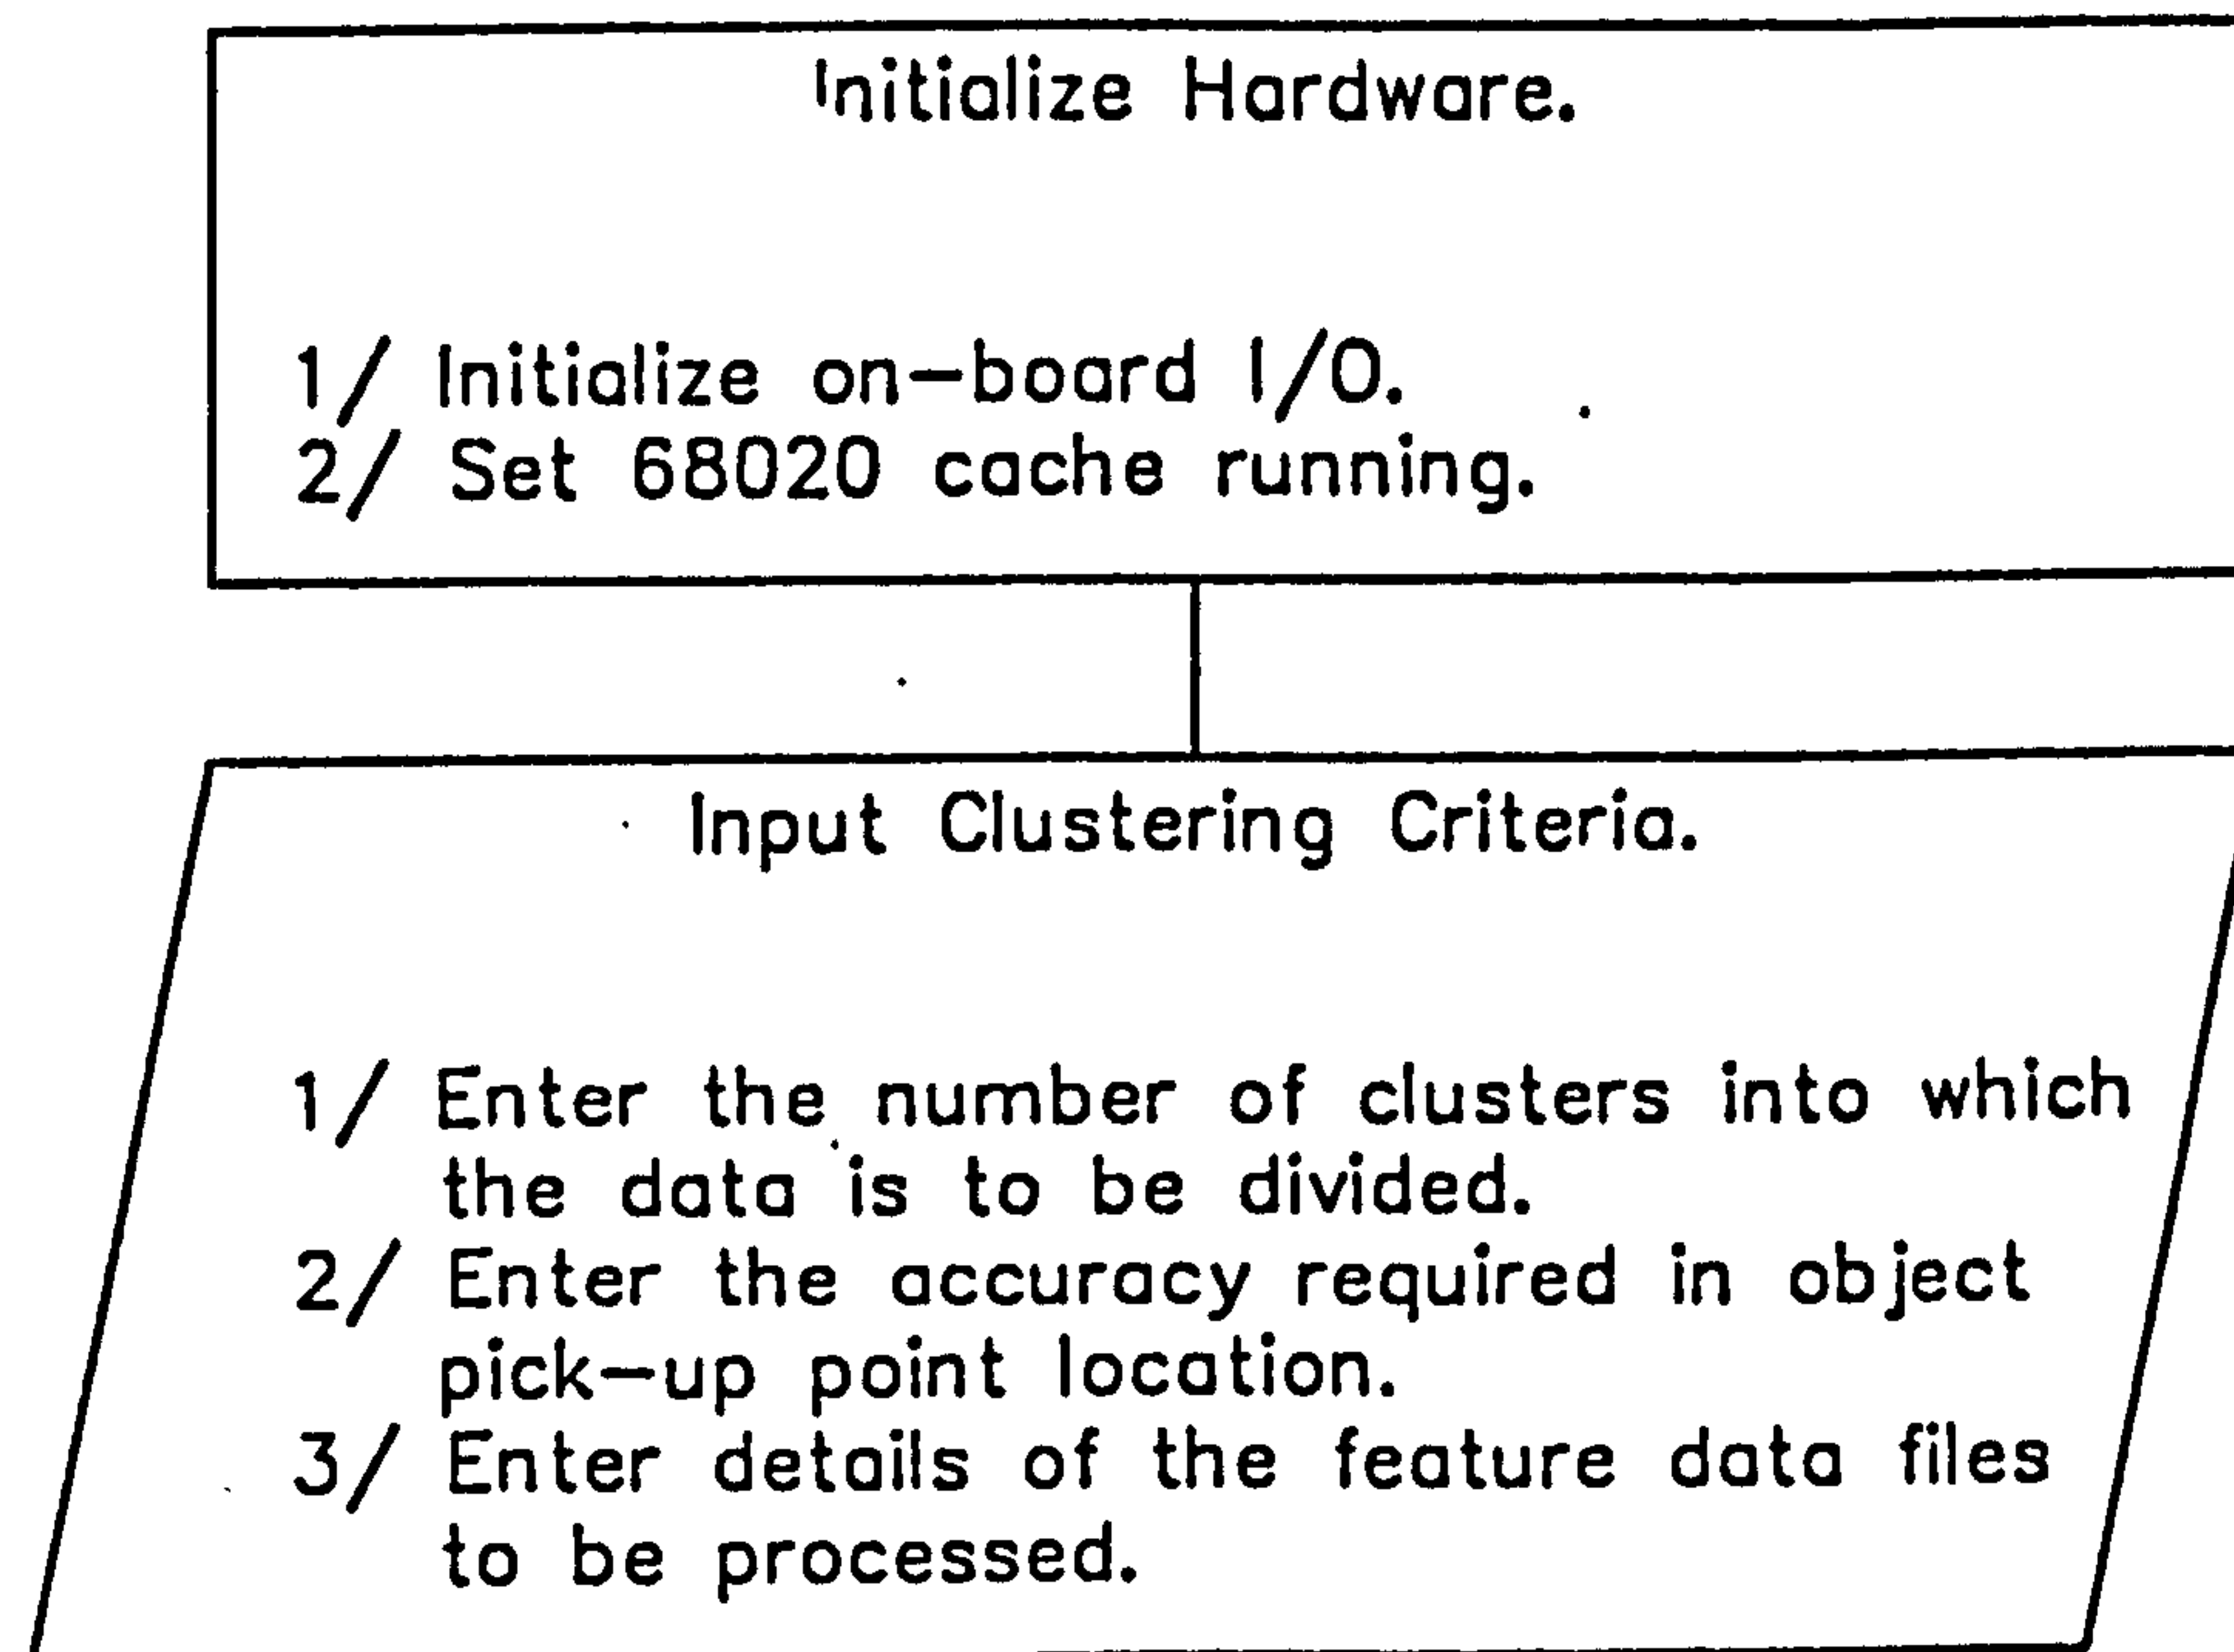 Initialize Hardware.
1/ Initialize on-board I/O.
2/ Set 68020 cache running.
Input Clustering Criteria.
1/ Enter the number of clusters into which
the data is to be divided.
2/ Enter the accuracy required in object
pick-up point location.
3/ Enter details of the feature data files
to be processed.